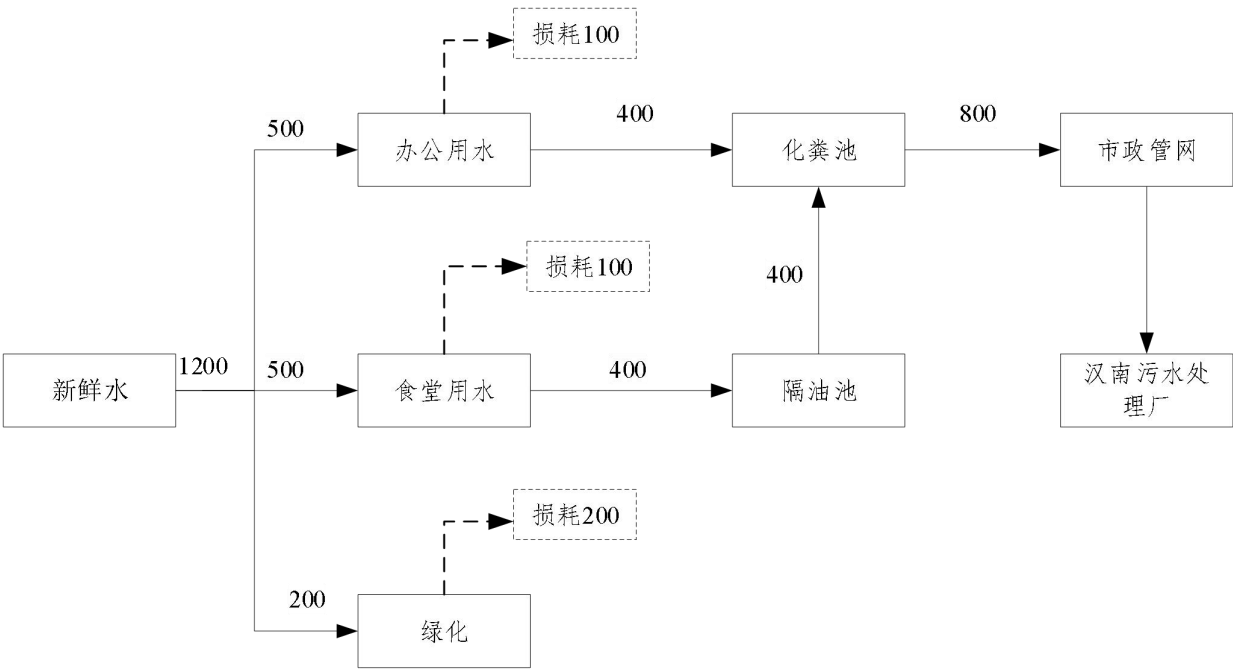 损耗100
500
办公用水
400
化粪池
800
市政管网
损耗100
400
新鲜水
1200
500
食堂用水
400
隔油池
汉南污水处
理厂
损耗200
200
绿化